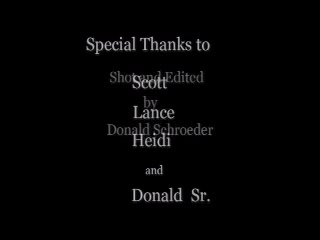 Special Thanks to
Shot and Edited
Scott
by
Lance
Donald Schroeder
Heidi
and
Donald Sr.